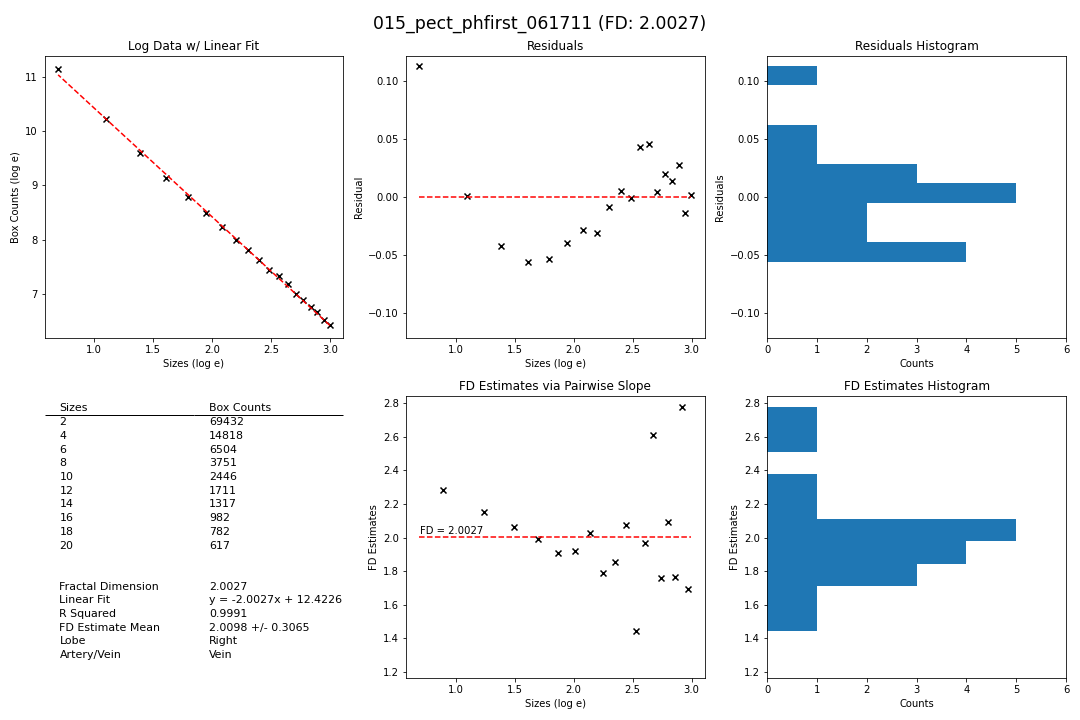 015_pect_phfirst_061711 (FD: 2.0027)
Log Data w/ Linear Fit
Box Counts (log e)
11
10
9
8
7
1.0 1.5 2.0 2.5 3.0
Sizes (log e)
Residuals
Residual
0.10
0.05
0.00
−0.05
−0.10
1.0 1.5 2.0 2.5 3.0
Sizes (log e)
Residuals Histogram
Residuals
0.10
0.05
0.00
−0.05
−0.10
0 1 2 3 4 5 6
Counts
Sizes Box Counts
2 69432
4 14818
6 6504
8 3751
10 2446
12 1711
14 1317
16 982
18 782
20 617
Fractal Dimension 2.0027
Linear Fit y = -2.0027x + 12.4226
R Squared 0.9991
FD Estimate Mean 2.0098 +/- 0.3065
Lobe Right
Artery/Vein Vein
FD Estimates via Pairwise Slope
FD Estimates
2.8
2.6
2.4
2.2
2.0
1.8
1.6
1.4
1.2
FD = 2.0027
1.0 1.5 2.0 2.5 3.0
Sizes (log e)
FD Estimates Histogram
FD Estimates
2.8
2.6
2.4
2.2
2.0
1.8
1.6
1.4
1.2
0 1 2 3 4 5 6
Counts